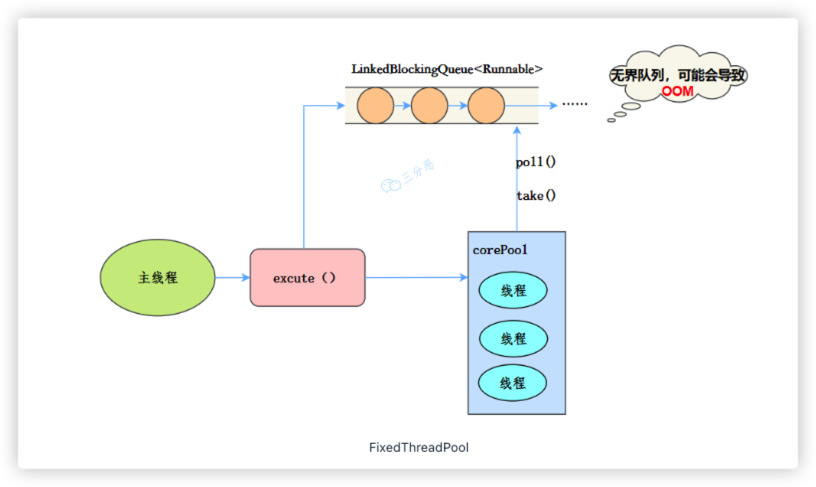 LinkedBlockingQueue<Runnable>
无界队列，可能会导致
OOM
······
poll()
take()
三分恶
主线程
excute ()
corePool
线程
线程
线程
FixedThreadPool